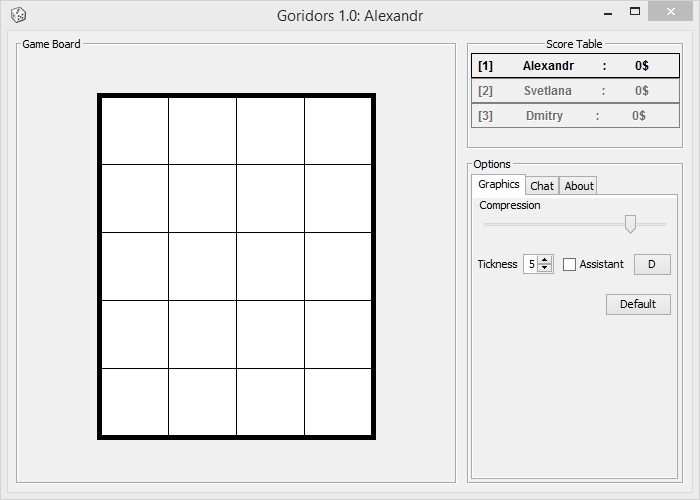 Goridors 1.0: Alexandr
Game Board
Score Table
[1] Alexandr : 0$
[2] Svetlana : 0$
[3] Dmitry : 0$
Options
Graphics Chat About
Compression
Tickness 5 Assistant D
Default